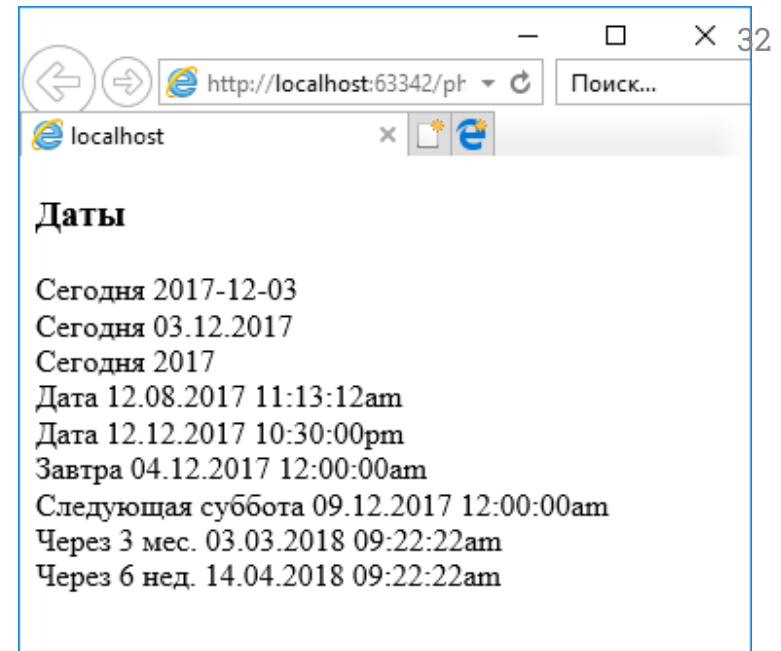 32
http://localhost:63342/ph
Поиск...
localhost
Даты
Сегодня 2017-12-03
Сегодня 03.12.2017
Сегодня 2017
Дата 12.08.2017 11:13:12am
Дата 12.12.2017 10:30:00pm
Завтра 04.12.2017 12:00:00am
Следующая суббота 09.12.2017 12:00:00am
Через 3 мес. 03.03.2018 09:22:22am
Через 6 нед. 14.04.2018 09:22:22am